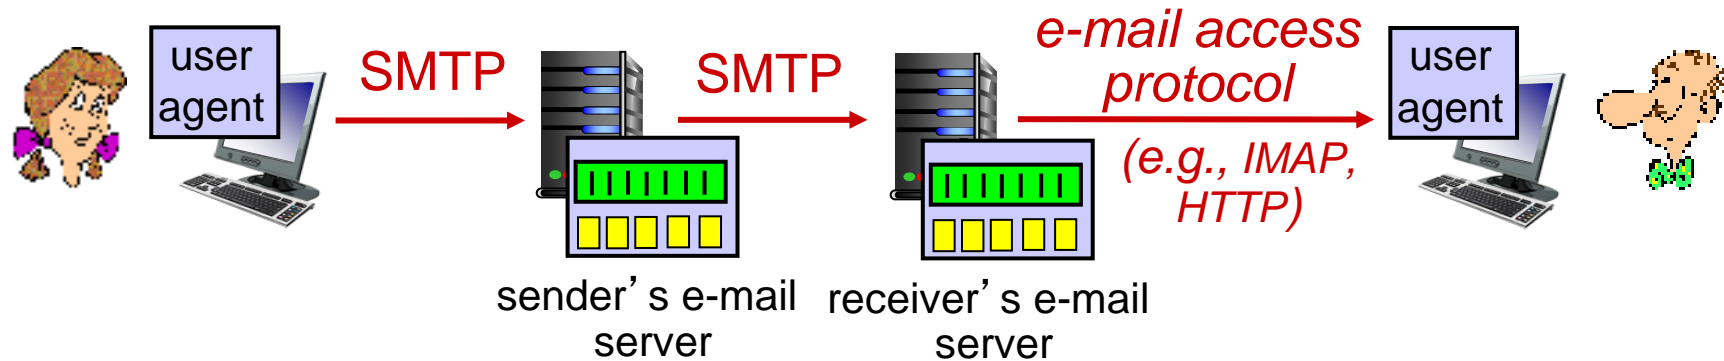 user
agent
SMTP
SMTP
e-mail access
protocol
(e.g., IMAP,
HTTP)
user
agent
sender’s e-mail
server
receiver’s e-mail
server